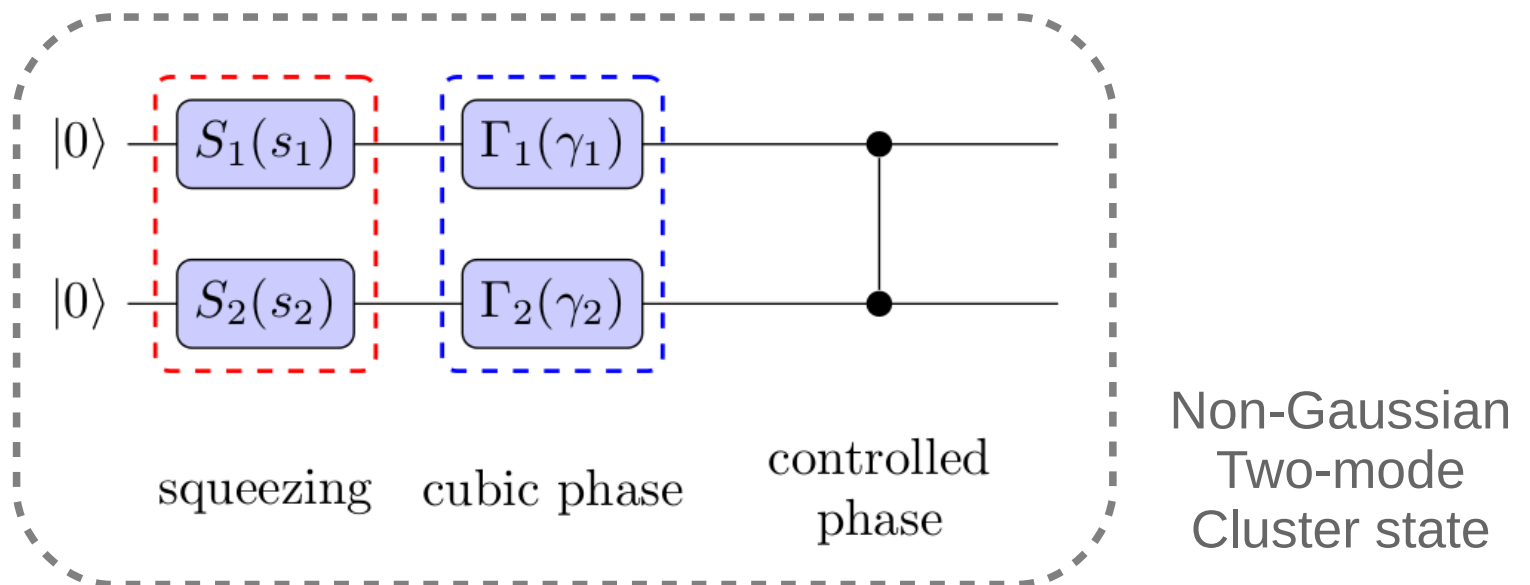 |0⟩ S₁(s₁) Γ₁(γ₁)
|0⟩ S₂(s₂) Γ₂(γ₂)
squeezing cubic phase controlled
phase
Non-Gaussian
Two-mode
Cluster state